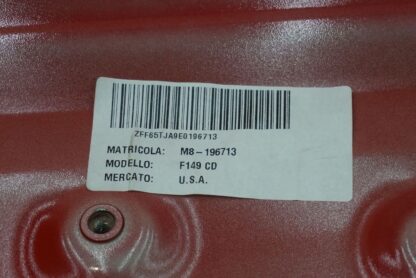 ZFF65TJA9E0196713
MATRICOLA: M8-196713
MODELLO: F149 CD
MERCATO: U.S.A.